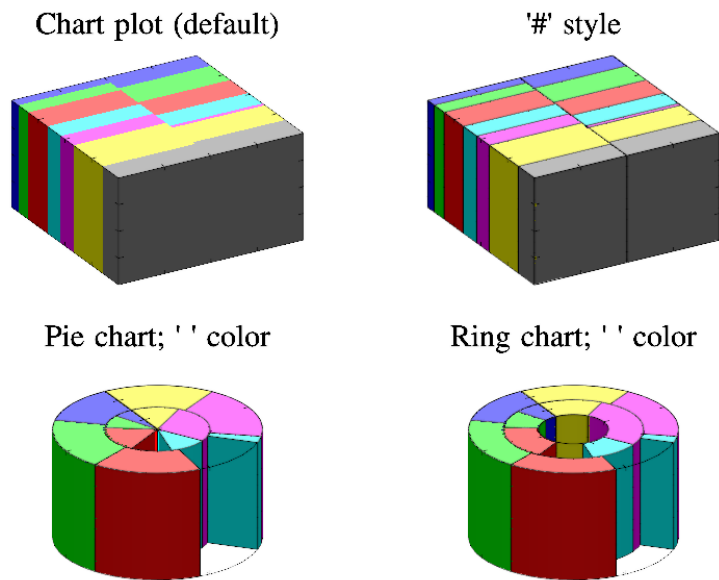 Chart plot (default)
'#' style
Pie chart; ' ' color
Ring chart; ' ' color